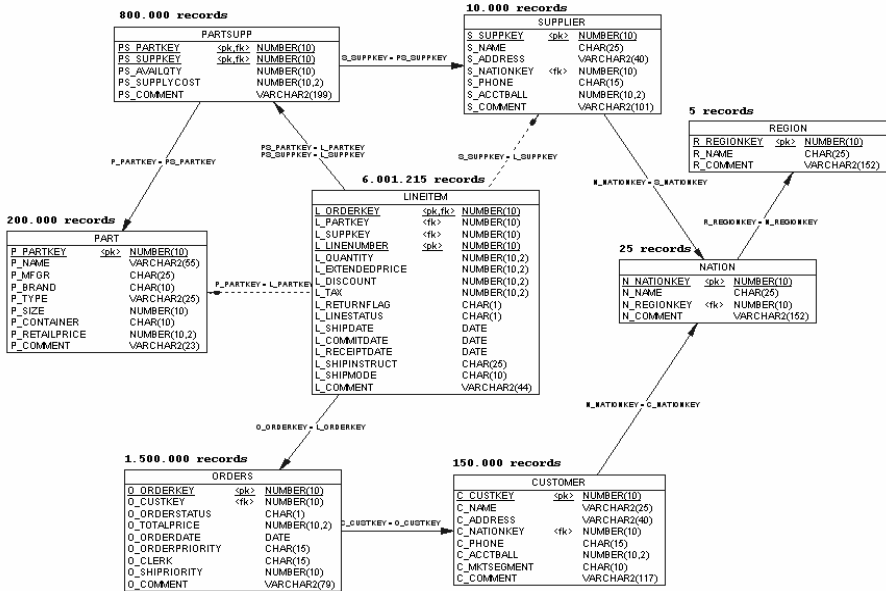 800.000 records
PARTSUPP
PS_PARTKEY <pk,fk> NUMBER(10)
PS_SUPPKEY <pk,fk> NUMBER(10)
PS_AVAILQTY NUMBER(10)
PS_SUPPLYCOST NUMBER(10,2)
PS_COMMENT VARCHAR2(199)
S_SUPPKEY = PS_SUPPKEY
10.000 records
SUPPLIER
S_SUPPKEY <pk> NUMBER(10)
S_NAME CHAR(25)
S_ADDRESS VARCHAR2(40)
S_NATIONKEY <fk> NUMBER(10)
S_PHONE CHAR(15)
S_ACCTBALL NUMBER(10,2)
S_COMMENT VARCHAR2(101)
5 records
REGION
R_REGIONKEY <pk> NUMBER(10)
R_NAME CHAR(25)
R_COMMENT VARCHAR2(152)
P_PARTKEY = PS_PARTKEY
PS_PARTKEY = L_PARTKEY
PS_SUPPKEY = L_SUPPKEY
S_SUPPKEY = L_SUPPKEY
N_NATIONKEY = S_NATIONKEY
R_REGIONKEY = N_REGIONKEY
6.001.215 records
LINEITEM
L_ORDERKEY <pk,fk> NUMBER(10)
L_PARTKEY <fk> NUMBER(10)
L_SUPPKEY <fk> NUMBER(10)
L_LINENUMBER <pk> NUMBER(10)
L_QUANTITY NUMBER(10,2)
L_EXTENDEDPRICE NUMBER(10,2)
L_DISCOUNT NUMBER(10,2)
L_TAX NUMBER(10,2)
L_RETURNFLAG CHAR(1)
L_LINESTATUS CHAR(1)
L_SHIPDATE DATE
L_COMMITDATE DATE
L_RECEIPTDATE DATE
L_SHIPINSTRUCT CHAR(25)
L_SHIPMODE CHAR(10)
L_COMMENT VARCHAR2(44)
200.000 records
PART
P_PARTKEY <pk> NUMBER(10)
P_NAME VARCHAR2(55)
P_MFGR CHAR(25)
P_BRAND CHAR(10)
P_TYPE VARCHAR2(25)
P_SIZE NUMBER(10)
P_CONTAINER CHAR(10)
P_RETAILPRICE NUMBER(10,2)
P_COMMENT VARCHAR2(23)
P_PARTKEY = L_PARTKEY
25 records
NATION
N_NATIONKEY <pk> NUMBER(10)
N_NAME CHAR(25)
N_REGIONKEY <fk> NUMBER(10)
N_COMMENT VARCHAR2(152)
N_NATIONKEY = C_NATIONKEY
O_ORDERKEY = L_ORDERKEY
1.500.000 records
ORDERS
O_ORDERKEY <pk> NUMBER(10)
O_CUSTKEY <fk> NUMBER(10)
O_ORDERSTATUS CHAR(1)
O_TOTALPRICE NUMBER(10,2)
O_ORDERDATE DATE
O_ORDERPRIORITY CHAR(15)
O_CLERK CHAR(15)
O_SHIPRIORITY NUMBER(10)
O_COMMENT VARCHAR2(79)
C_CUSTKEY = O_CUSTKEY
150.000 records
CUSTOMER
C_CUSTKEY <pk> NUMBER(10)
C_NAME VARCHAR2(25)
C_ADDRESS VARCHAR2(40)
C_NATIONKEY <fk> NUMBER(10)
C_PHONE CHAR(15)
C_ACCTBALL NUMBER(10,2)
C_MKTSEGMENT CHAR(10)
C_COMMENT VARCHAR2(117)